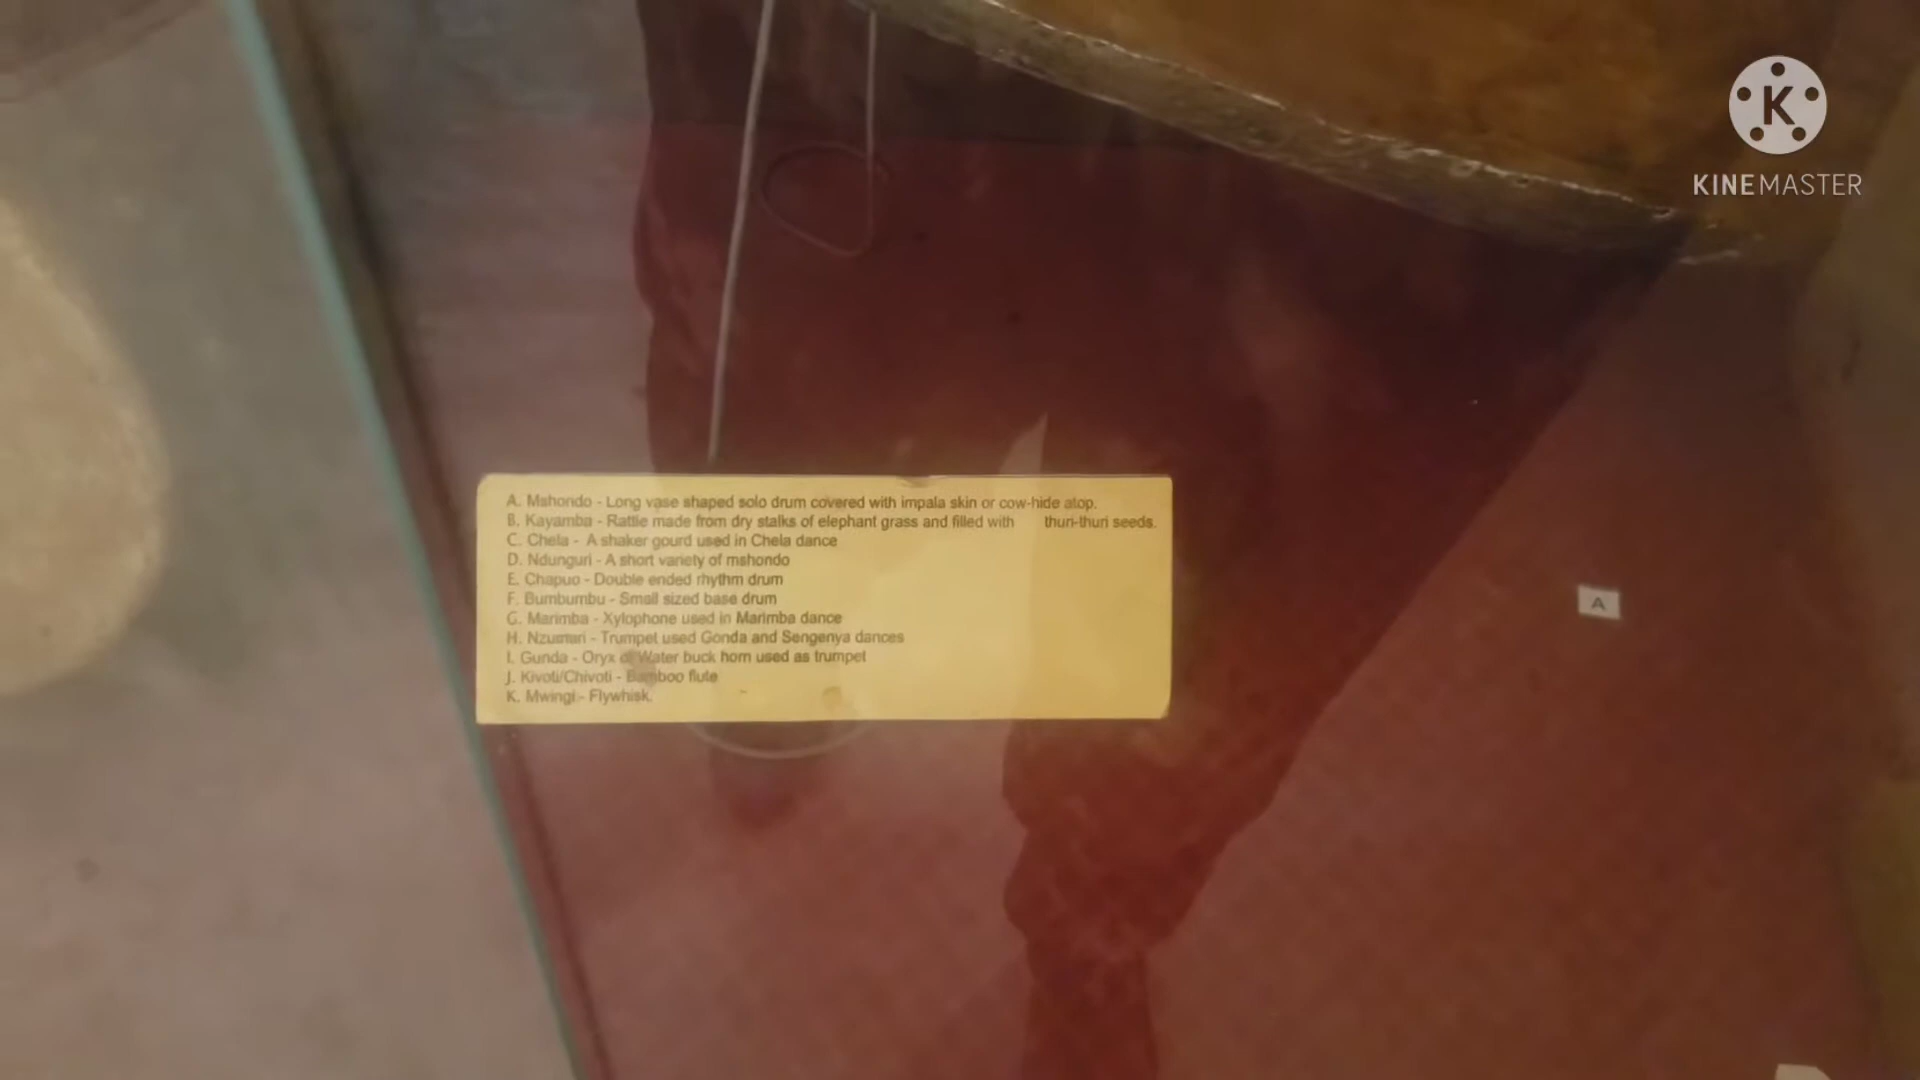 K
KINEMASTER
A. Mshondo - Long vase shaped solo drum covered with impala skin or cow-hide atop.
B. Kayamba - Rattle made from dry stalks of elephant grass and filled with thuri-thuri seeds.
C. Chela - A shaker gourd used in Chela dance
D. Ndunguri - A short variety of mshondo
E. Chapuo - Double ended rhythm drum
F. Bumbumbu - Small sized base drum
G. Marimba - Xylophone used in Marimba dance
H. Nzumari - Trumpet used Gonda and Sengenya dances
I. Gunda - Oryx or Water buck horn used as trumpet
J. Kivoti/Chivoti - Bamboo flute
K. Mwingi - Flywhisk.
A